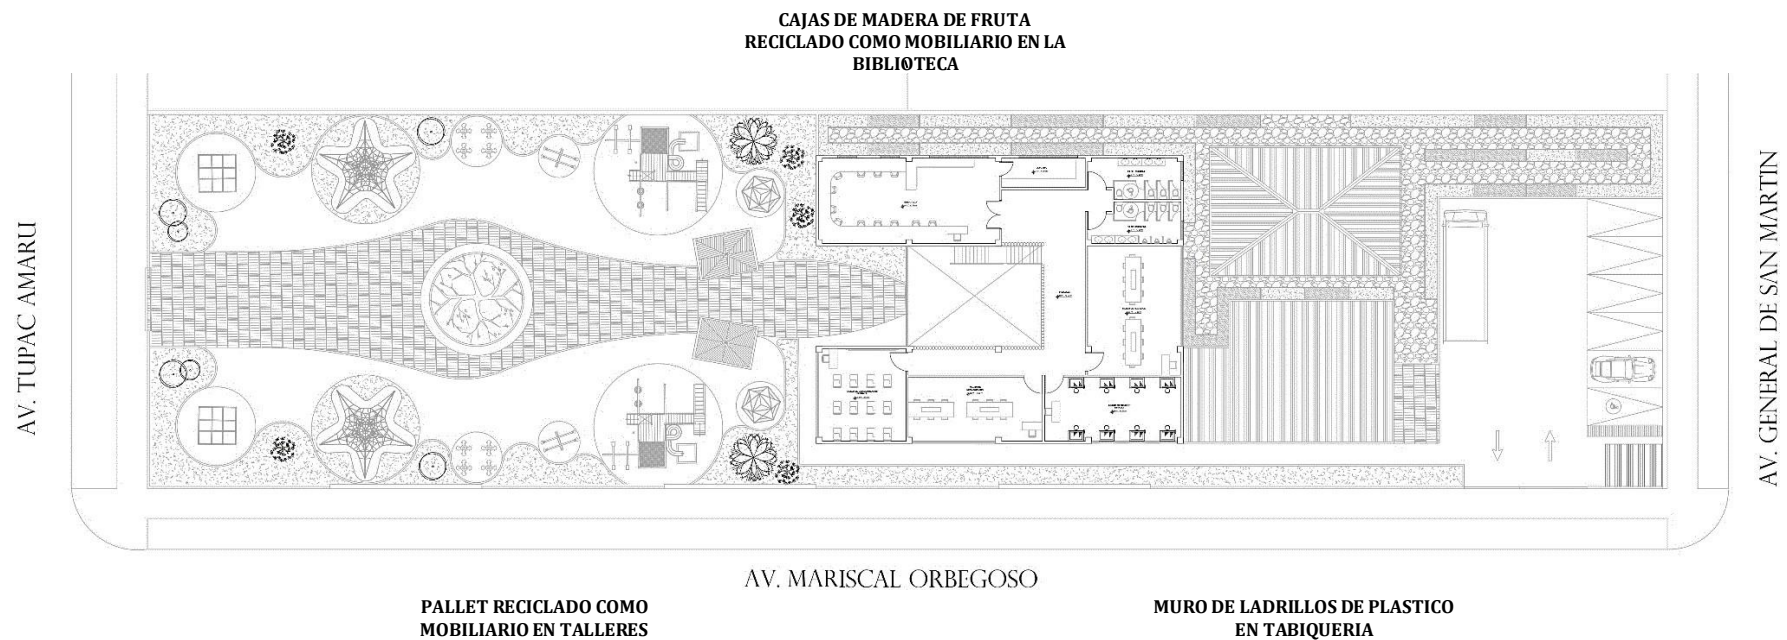 CAJAS DE MADERA DE FRUTA
RECICLADO COMO MOBILIARIO EN LA
BIBLIOTECA
AV. TUPAC AMARU
AV. GENERAL DE SAN MARTIN
AV. MARISCAL ORBEGOSO
PALLET RECICLADO COMO
MOBILIARIO EN TALLERES
MURO DE LADRILLOS DE PLASTICO
EN TABIQUERIA